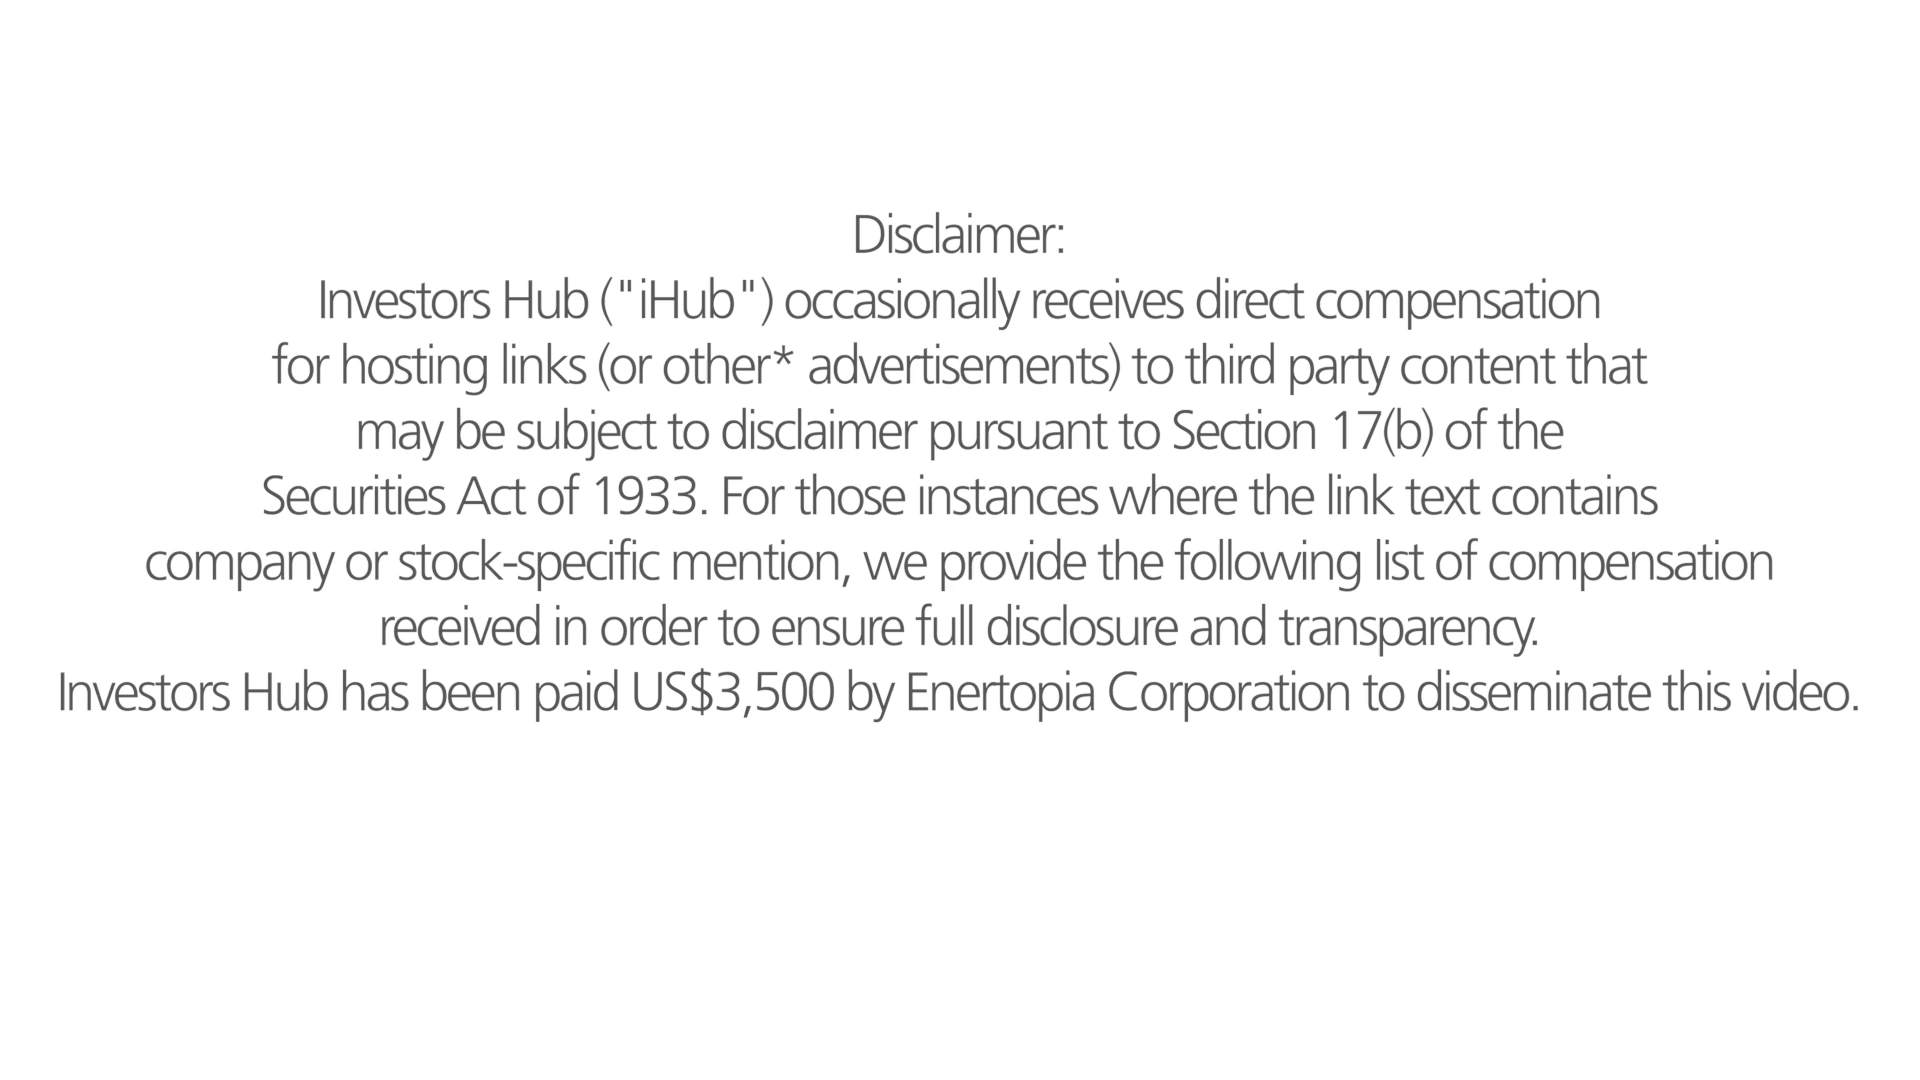 Disclaimer:
Investors Hub ("iHub") occasionally receives direct compensation
for hosting links (or other* advertisements) to third party content that
may be subject to disclaimer pursuant to Section 17(b) of the
Securities Act of 1933. For those instances where the link text contains
company or stock-specific mention, we provide the following list of compensation
received in order to ensure full disclosure and transparency.
Investors Hub has been paid US$3,500 by Enertopia Corporation to disseminate this video.